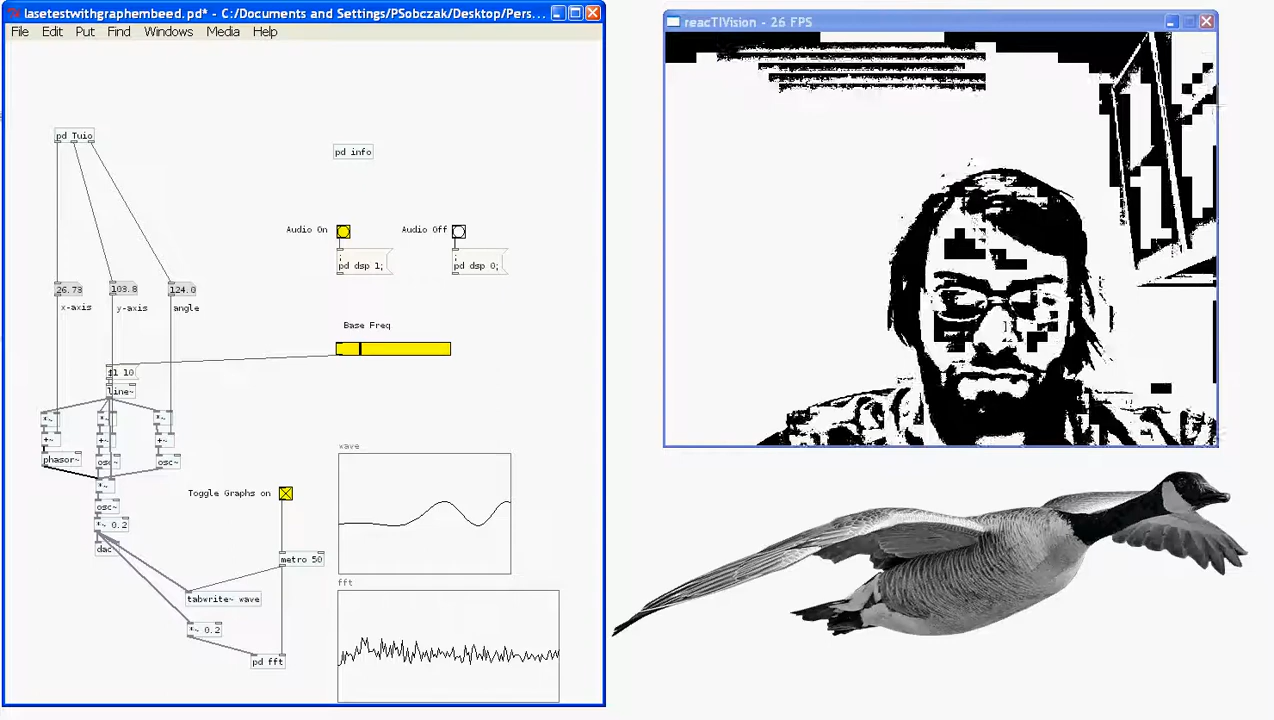 lasetestwithgraphembeed.pd* - C:/Documents and Settings/PSobczak/Desktop/Pers...
File Edit Put Find Windows Media Help
pd Tuio
pd info
Audio On
Audio Off
;
pd dsp 1;
;
pd dsp 0;
26.73
103.8
124.0
x-axis
y-axis
angle
Base Freq
line~
*~
*~
+~
+~
+~
phasor~
osc~
osc~
*~
osc~
*~ 0.2
dac~
Toggle Graphs on
metro 50
tabwrite~ wave
*~ 0.2
pd fft
wave
fft
reacTIVision - 26 FPS